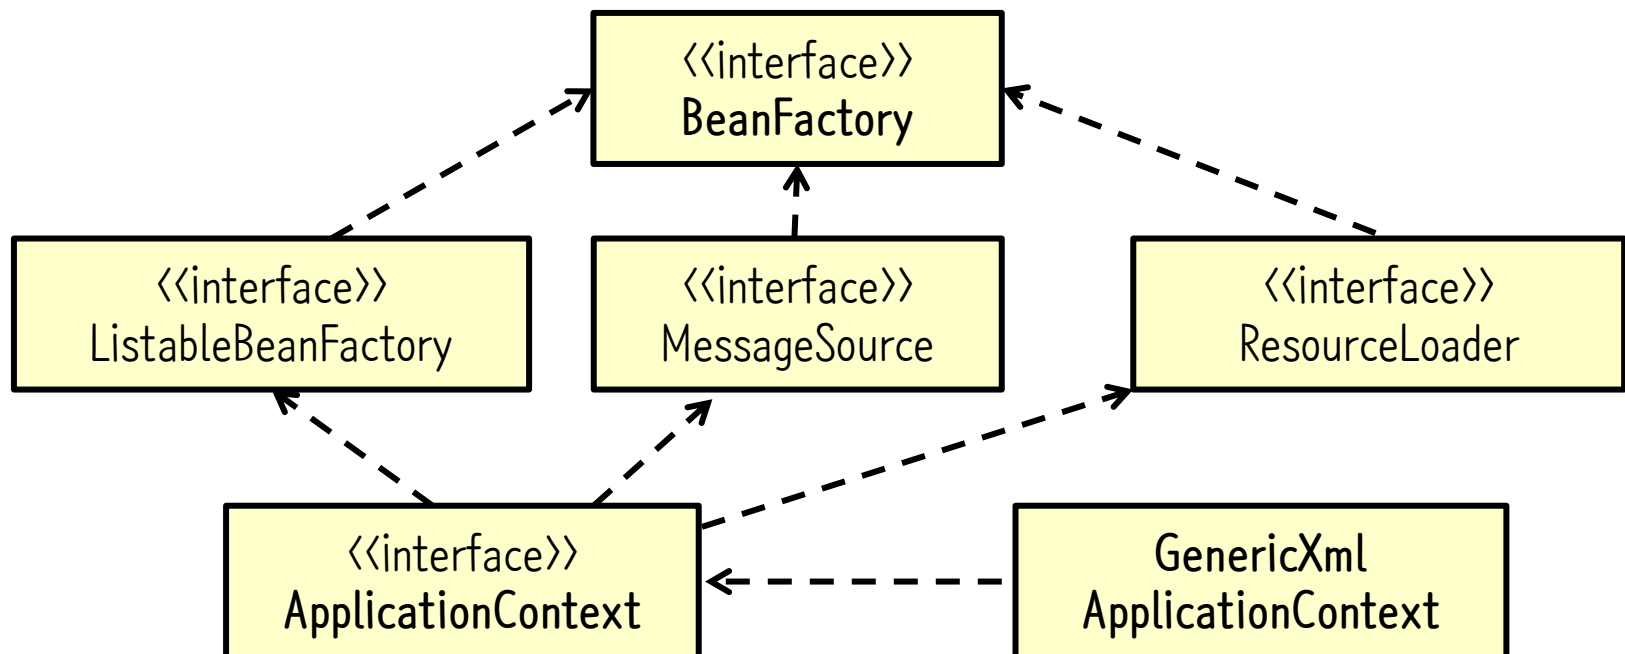 <<interface>>
BeanFactory
<<interface>>
ListableBeanFactory
<<interface>>
MessageSource
<<interface>>
ResourceLoader
<<interface>>
ApplicationContext
GenericXml
ApplicationContext